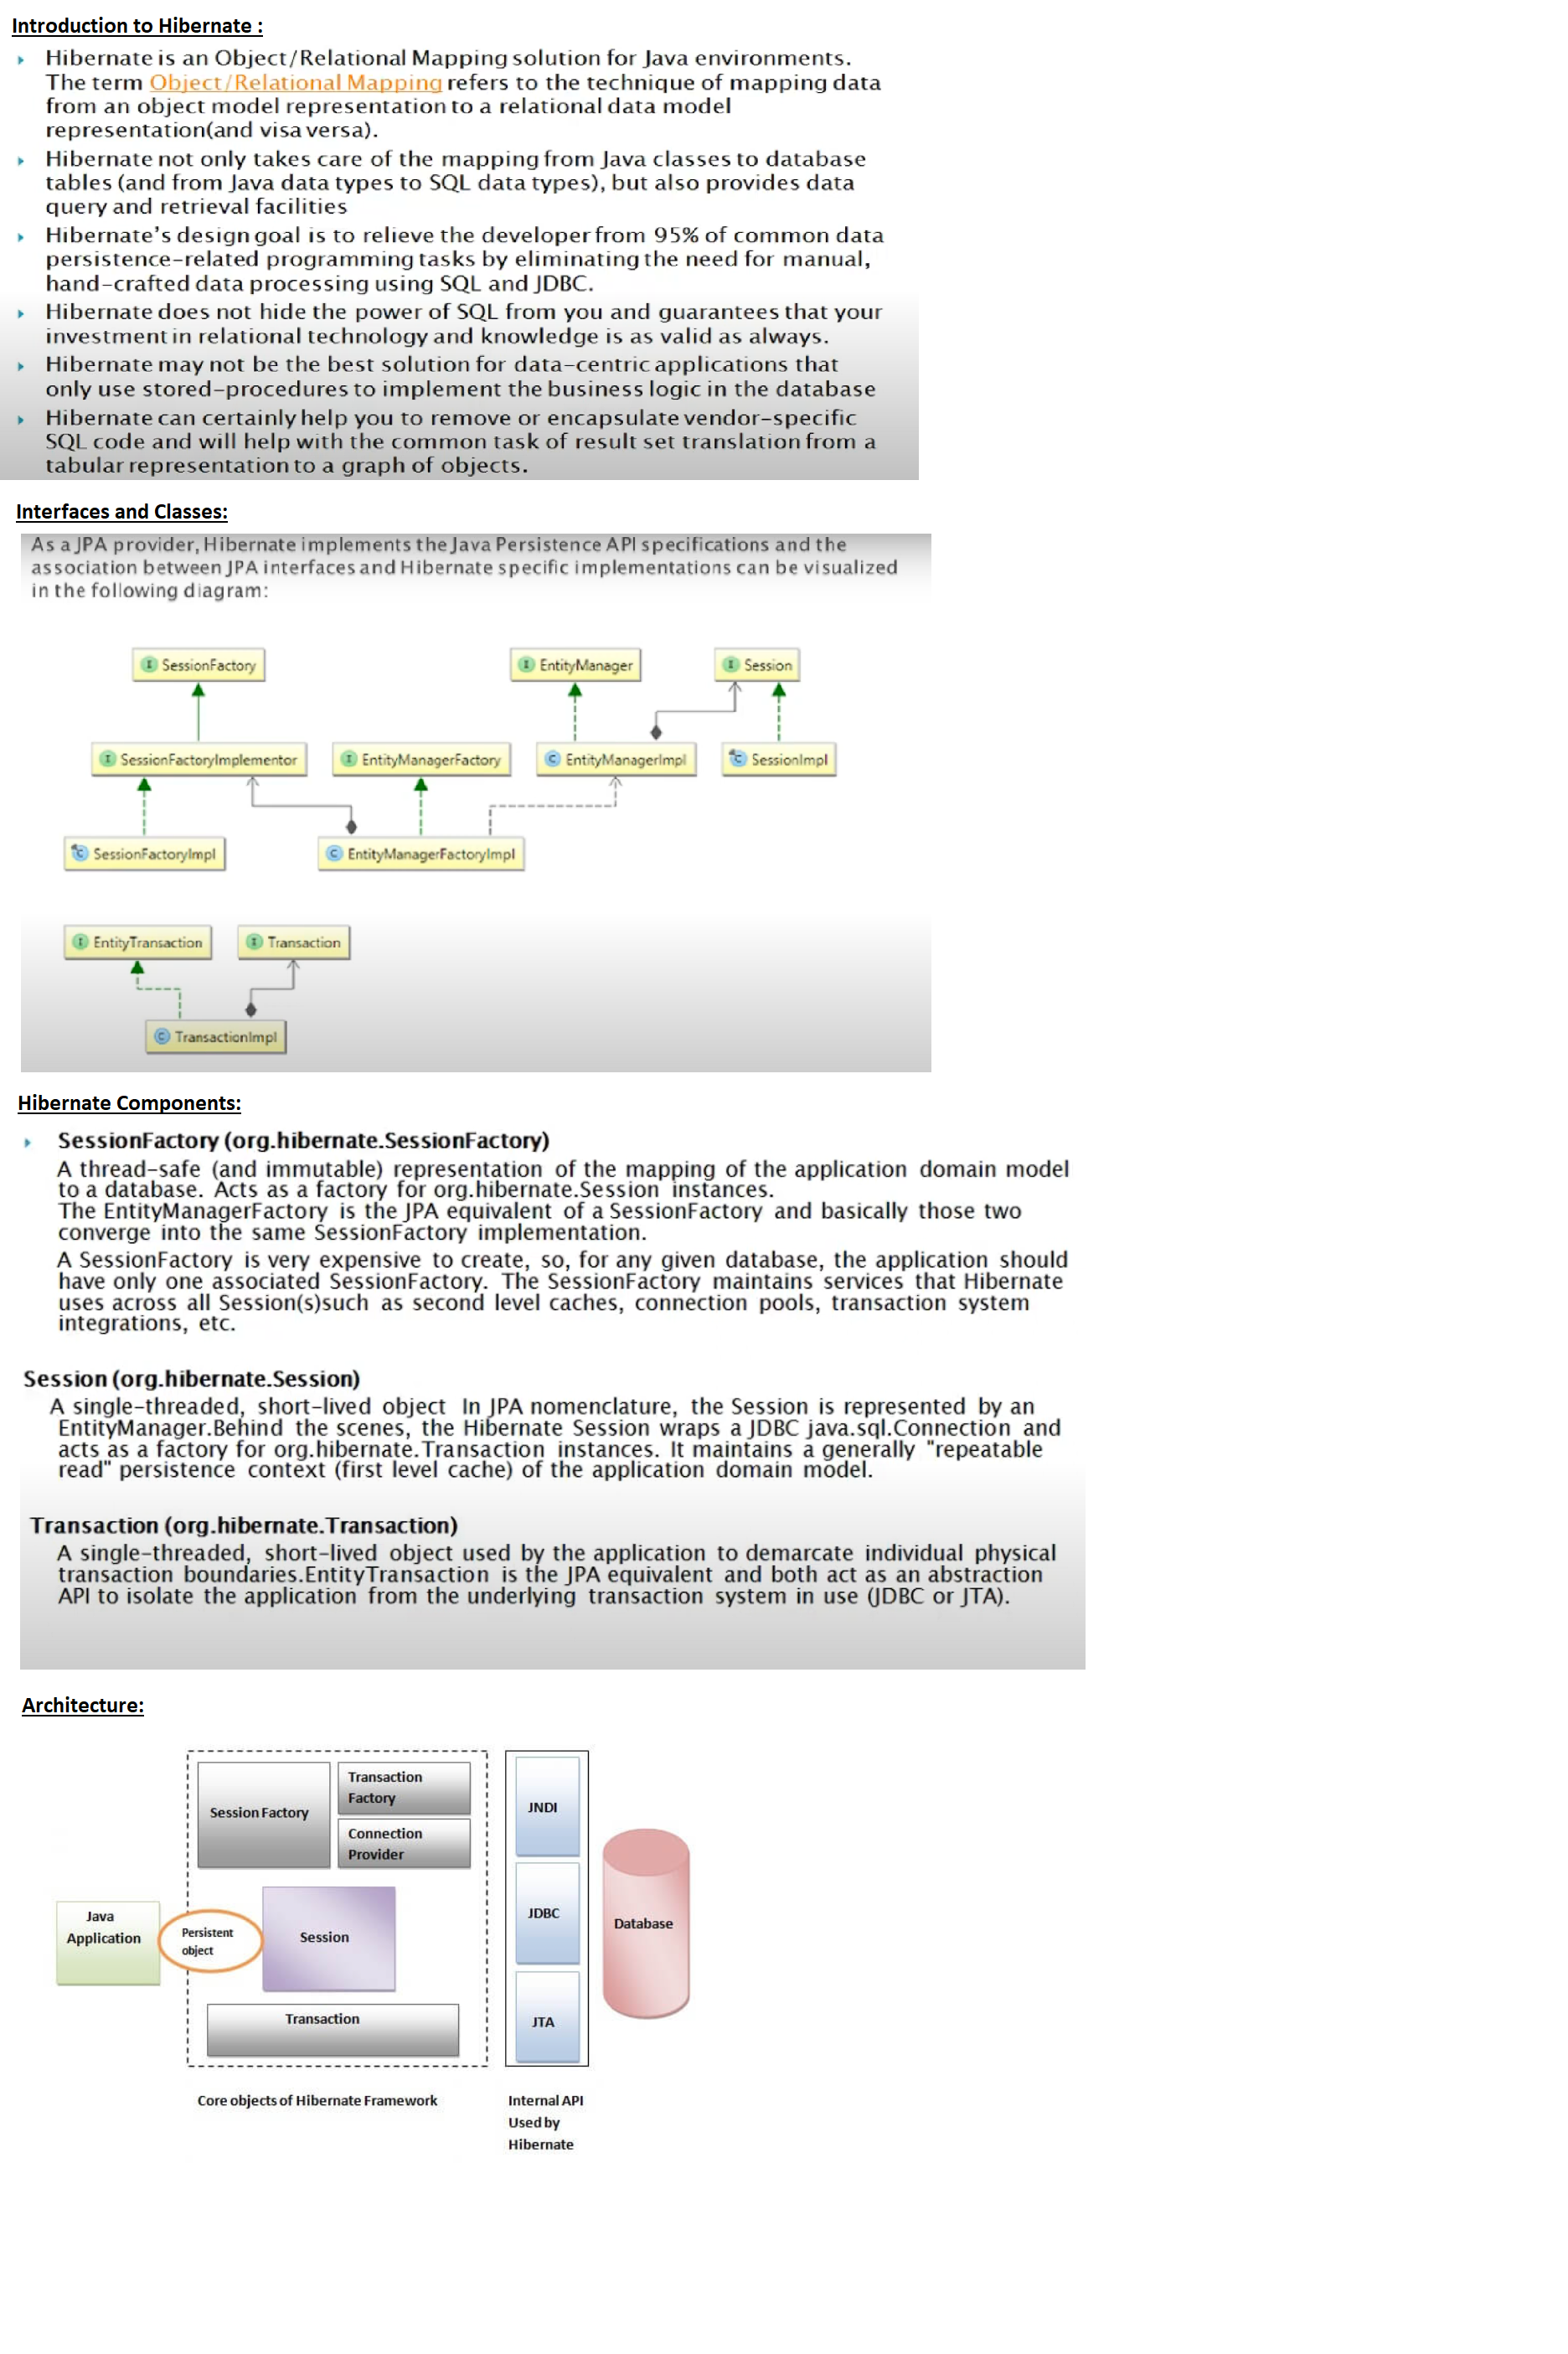 Introduction to Hibernate :
Hibernate is an Object/Relational Mapping solution for Java environments.
The term Object/Relational Mapping refers to the technique of mapping data
from an object model representation to a relational data model
representation(and visa versa).
Hibernate not only takes care of the mapping from Java classes to database
tables (and from Java data types to SQL data types), but also provides data
query and retrieval facilities
Hibernate's design goal is to relieve the developer from 95% of common data
persistence-related programming tasks by eliminating the need for manual,
hand-crafted data processing using SQL and JDBC.
Hibernate does not hide the power of SQL from you and guarantees that your
investment in relational technology and knowledge is as valid as always.
Hibernate may not be the best solution for data-centric applications that
only use stored-procedures to implement the business logic in the database
Hibernate can certainly help you to remove or encapsulate vendor-specific
SQL code and will help with the common task of result set translation from a
tabular representation to a graph of objects.
Interfaces and Classes:
As a JPA provider, Hibernate implements the Java Persistence API specifications and the
association between JPA interfaces and Hibernate specific implementations can be visualized
in the following diagram:
I SessionFactory
I EntityManager
I Session
I SessionFactoryImplementor
I EntityManagerFactory
C EntityManagerImpl
C SessionImpl
C SessionFactoryImpl
C EntityManagerFactoryImpl
I EntityTransaction
I Transaction
C TransactionImpl
Hibernate Components:
SessionFactory (org.hibernate.SessionFactory)
A thread-safe (and immutable) representation of the mapping of the application domain model
to a database. Acts as a factory for org.hibernate.Session instances.
The EntityManagerFactory is the JPA equivalent of a SessionFactory and basically those two
converge into the same SessionFactory implementation.
A SessionFactory is very expensive to create, so, for any given database, the application should
have only one associated SessionFactory. The SessionFactory maintains services that Hibernate
uses across all Session(s)such as second level caches, connection pools, transaction system
integrations, etc.
Session (org.hibernate.Session)
A single-threaded, short-lived object In JPA nomenclature, the Session is represented by an
EntityManager.Behind the scenes, the Hibernate Session wraps a JDBC java.sql.Connection and
acts as a factory for org.hibernate.Transaction instances. It maintains a generally "repeatable
read" persistence context (first level cache) of the application domain model.
Transaction (org.hibernate.Transaction)
A single-threaded, short-lived object used by the application to demarcate individual physical
transaction boundaries.EntityTransaction is the JPA equivalent and both act as an abstraction
API to isolate the application from the underlying transaction system in use (JDBC or JTA).
Architecture:
Session Factory
Transaction
Factory
Connection
Provider
JNDI
Java
Application
Persistent
object
Session
JDBC
Database
Transaction
JTA
Core objects of Hibernate Framework
Internal API
Used by
Hibernate